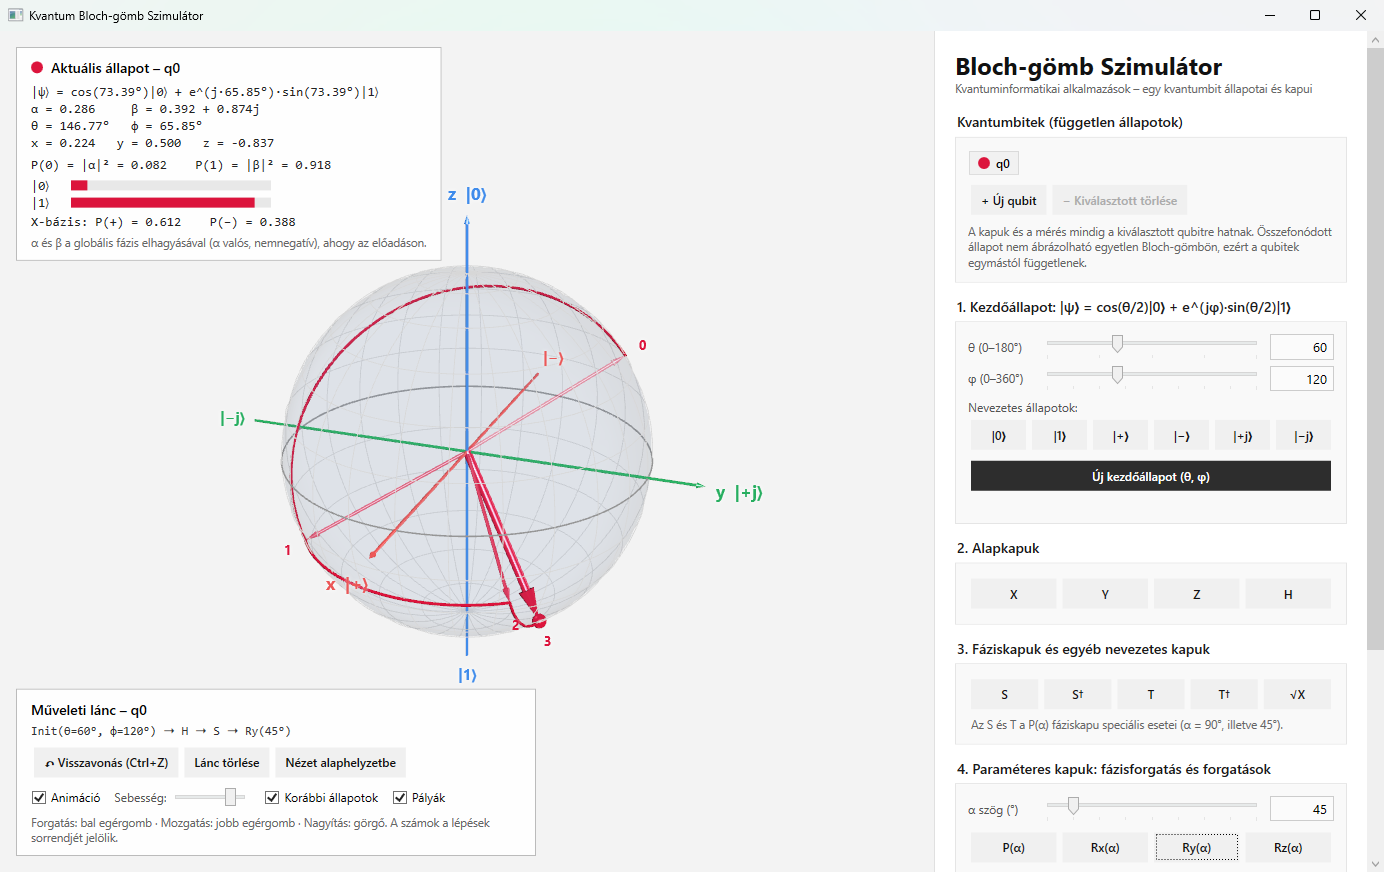 Kvantum Bloch-gömb Szimulátor
Aktuális állapot – q0
|ψ⟩ = cos(73.39°)|0⟩ + e^(j·65.85°)·sin(73.39°)|1⟩
α = 0.286 β = 0.392 + 0.874j
θ = 146.77° ϕ = 65.85°
x = 0.224 y = 0.500 z = -0.837
P(0) = |α|² = 0.082 P(1) = |β|² = 0.918
|0⟩
|1⟩
X-bázis: P(+) = 0.612 P(−) = 0.388
α és β a globális fázis elhagyásával (α valós, nemnegatív), ahogy az előadáson.
z |0⟩
0
|−⟩
|−j⟩
y |+j⟩
1
x |+⟩
2
3
|1⟩
Műveleti lánc – q0
Init(θ=60°, ϕ=120°) → H → S → Ry(45°)
↶ Visszavonás (Ctrl+Z)
Lánc törlése
Nézet alaphelyzetbe
Animáció
Sebesség:
Korábbi állapotok
Pályák
Forgatás: bal egérgomb · Mozgatás: jobb egérgomb · Nagyítás: görgő. A számok a lépések
sorrendjét jelölik.
Bloch-gömb Szimulátor
Kvantuminformatikai alkalmazások – egy kvantumbit állapotai és kapui
Kvantumbitek (független állapotok)
q0
+ Új qubit
− Kiválasztott törlése
A kapuk és a mérés mindig a kiválasztott qubitre hatnak. Összefonódott
állapot nem ábrázolható egyetlen Bloch-gömbön, ezért a qubitek
egymástól függetlenek.
1. Kezdőállapot: |ψ⟩ = cos(θ/2)|0⟩ + e^(jφ)·sin(θ/2)|1⟩
θ (0–180°)
60
φ (0–360°)
120
Nevezetes állapotok:
|0⟩ |1⟩ |+⟩ |−⟩ |+j⟩ |−j⟩
Új kezdőállapot (θ, φ)
2. Alapkapuk
X Y Z H
3. Fáziskapuk és egyéb nevezetes kapuk
S S† T T† √X
Az S és T a P(α) fáziskapu speciális esetei (α = 90°, illetve 45°).
4. Paraméteres kapuk: fázisforgatás és forgatások
α szög (°)
45
P(α) Rx(α) Ry(α) Rz(α)